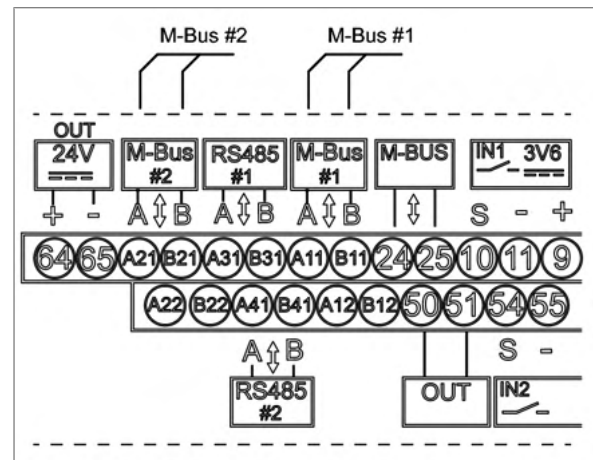 M-Bus #2 M-Bus #1
OUT
24V M-Bus #2 RS485 #1 M-Bus #1 M-BUS IN1 3V6
+ - A B A B A B S - +
64 65 A21 B21 A31 B31 A11 B11 24 25 10 11 9
A22 B22 A41 B41 A12 B12 50 51 54 55
A B S -
RS485 #2 OUT IN2